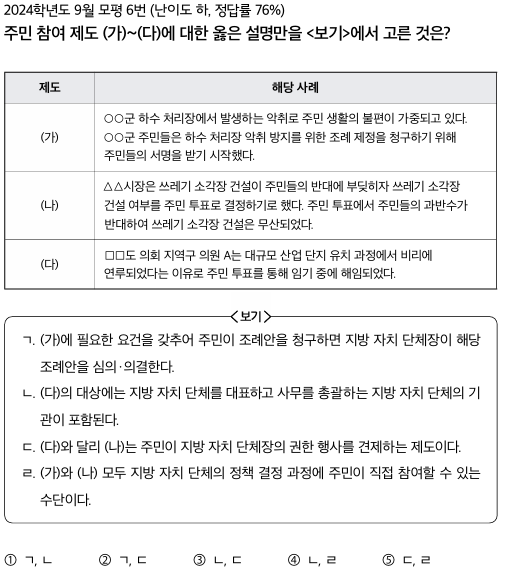 2024학년도 9월 모평 6번 (난이도 하, 정답률 76%)
주민 참여 제도 (가)~(다)에 대한 옳은 설명만을 <보기>에서 고른 것은?
제도 해당 사례
(가)
○○군 하수 처리장에서 발생하는 악취로 주민 생활의 불편이 가중되고 있다.
○○군 주민들은 하수 처리장 악취 방지를 위한 조례 제정을 청구하기 위해
주민들의 서명을 받기 시작했다.
(나)
△△시장은 쓰레기 소각장 건설이 주민들의 반대에 부딪히자 쓰레기 소각장
건설 여부를 주민 투표로 결정하기로 했다. 주민 투표에서 주민들의 과반수가
반대하여 쓰레기 소각장 건설은 무산되었다.
(다)
□□도 의회 지역구 의원 A는 대규모 산업 단지 유치 과정에서 비리에
연루되었다는 이유로 주민 투표를 통해 임기 중에 해임되었다.
<보기>
ㄱ. (가)에 필요한 요건을 갖추어 주민이 조례안을 청구하면 지방 자치 단체장이 해당
조례안을 심의·의결한다.
ㄴ. (다)의 대상에는 지방 자치 단체를 대표하고 사무를 총괄하는 지방 자치 단체의 기
관이 포함된다.
ㄷ. (다)와 달리 (나)는 주민이 지방 자치 단체장의 권한 행사를 견제하는 제도이다.
ㄹ. (가)와 (나) 모두 지방 자치 단체의 정책 결정 과정에 주민이 직접 참여할 수 있는
수단이다.
① ㄱ, ㄴ ② ㄱ, ㄷ ③ ㄴ, ㄷ ④ ㄴ, ㄹ ⑤ ㄷ, ㄹ